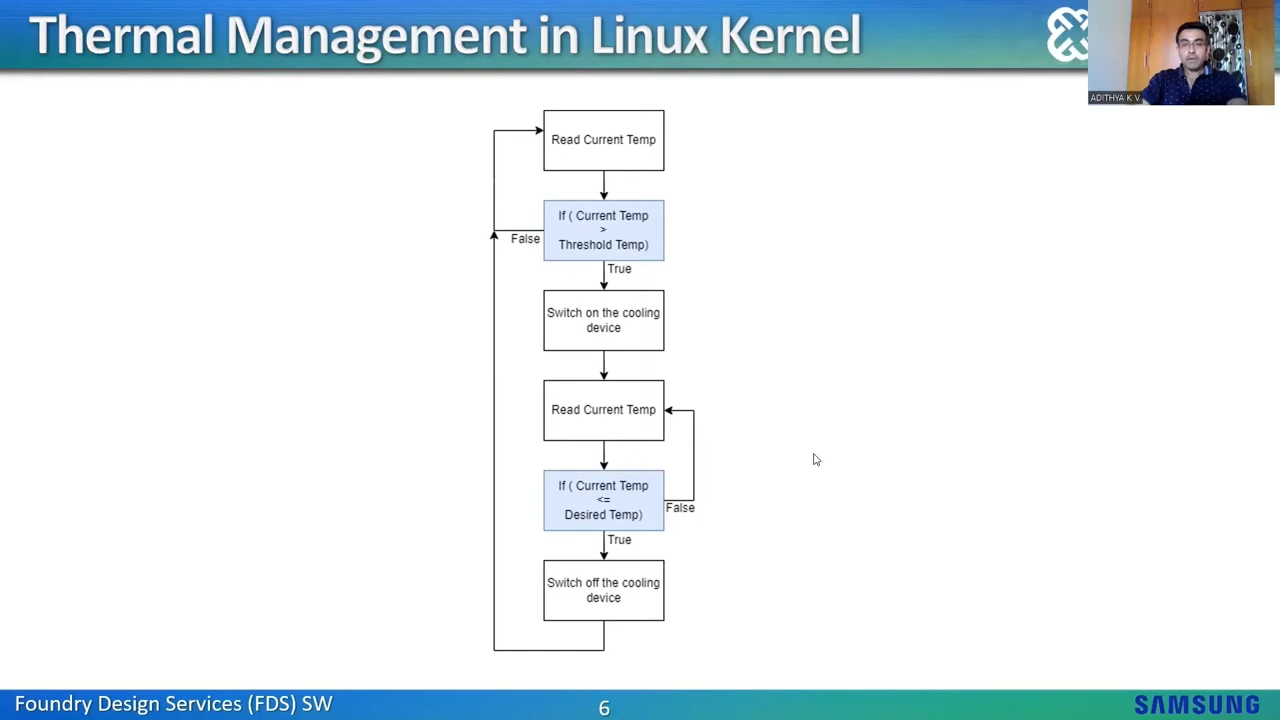 Thermal Management in Linux Kernel
ADITHYA K V
Read Current Temp
If ( Current Temp
>
Threshold Temp)
False
True
Switch on the cooling
device
Read Current Temp
If ( Current Temp
<=
Desired Temp)
False
True
Switch off the cooling
device
Foundry Design Services (FDS) SW
6
SAMSUNG